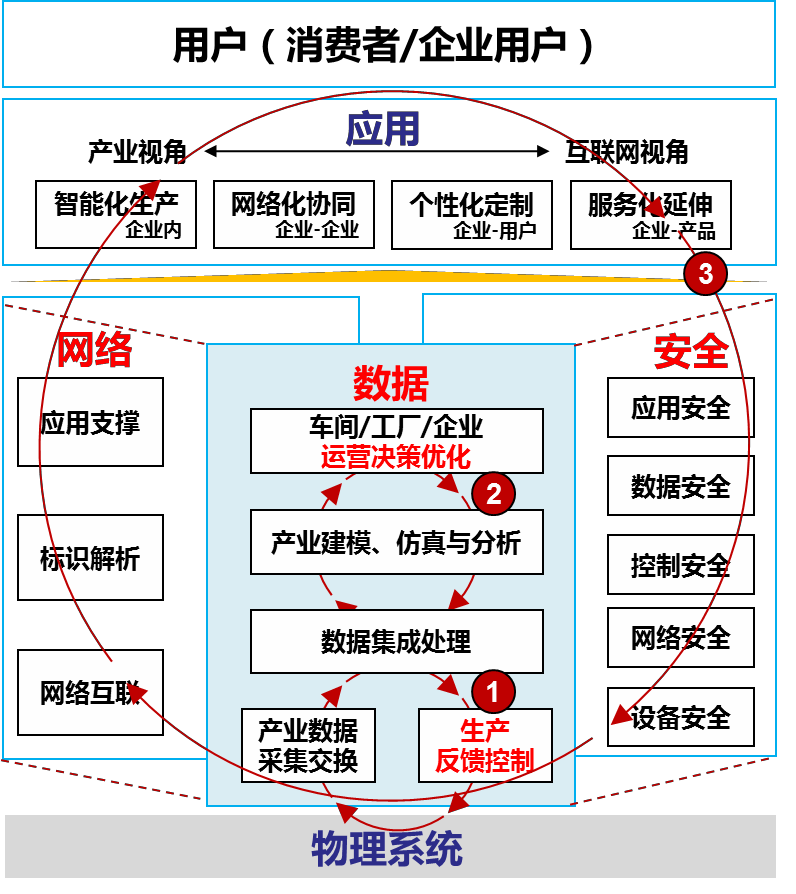 用户（消费者/企业用户）
应用
产业视角
互联网视角
智能化生产
企业内
网络化协同
企业-企业
个性化定制
企业-用户
服务化延伸
企业-产品
3
网络
应用支撑
标识解析
网络互联
数据
车间/工厂/企业
运营决策优化
2
产业建模、仿真与分析
数据集成处理
1
产业数据
采集交换
生产
反馈控制
安全
应用安全
数据安全
控制安全
网络安全
设备安全
物理系统